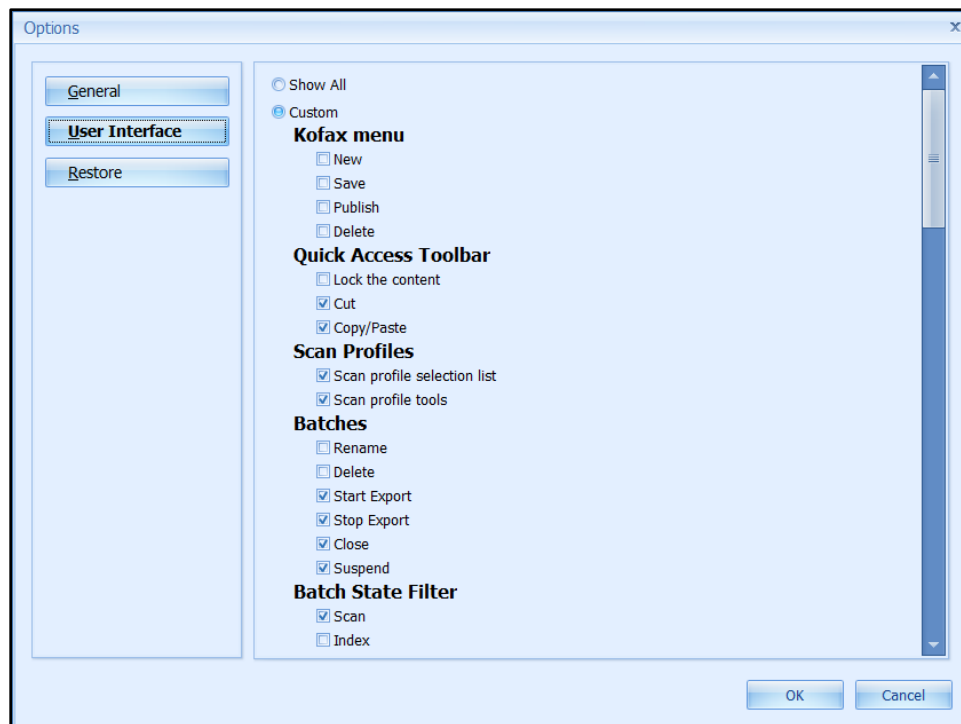 Options
x
General
User Interface
Restore
Show All
Custom
Kofax menu
New
Save
Publish
Delete
Quick Access Toolbar
Lock the content
Cut
Copy/Paste
Scan Profiles
Scan profile selection list
Scan profile tools
Batches
Rename
Delete
Start Export
Stop Export
Close
Suspend
Batch State Filter
Scan
Index
OK
Cancel